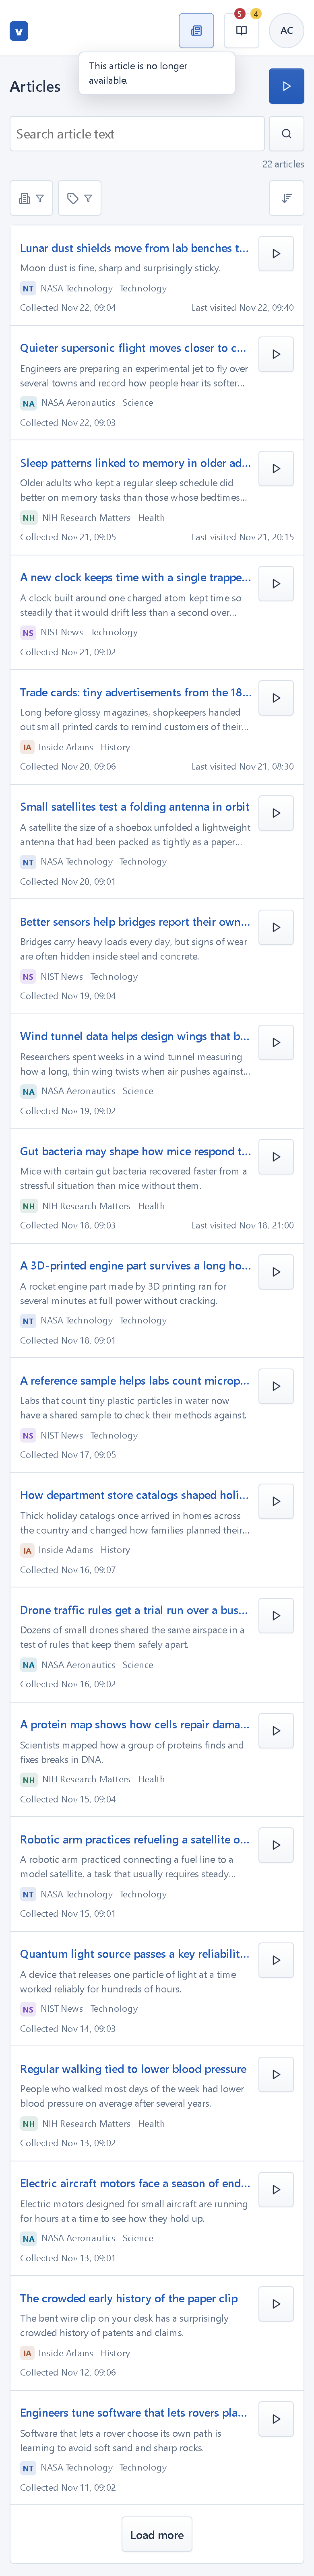 v
5
4
AC
This article is no longer
available.
Articles
Search article text
22 articles
Lunar dust shields move from lab benches t...
Moon dust is fine, sharp and surprisingly sticky.
NT NASA Technology Technology
Collected Nov 22, 09:04 Last visited Nov 22, 09:40
Quieter supersonic flight moves closer to c...
Engineers are preparing an experimental jet to fly over
several towns and record how people hear its softer...
NA NASA Aeronautics Science
Collected Nov 22, 09:03
Sleep patterns linked to memory in older ad...
Older adults who kept a regular sleep schedule did
better on memory tasks than those whose bedtimes...
NH NIH Research Matters Health
Collected Nov 21, 09:05 Last visited Nov 21, 20:15
A new clock keeps time with a single trappe...
A clock built around one charged atom kept time so
steadily that it would drift less than a second over...
NS NIST News Technology
Collected Nov 21, 09:02
Trade cards: tiny advertisements from the 18...
Long before glossy magazines, shopkeepers handed
out small printed cards to remind customers of their...
IA Inside Adams History
Collected Nov 20, 09:06 Last visited Nov 21, 08:30
Small satellites test a folding antenna in orbit
A satellite the size of a shoebox unfolded a lightweight
antenna that had been packed as tightly as a paper...
NT NASA Technology Technology
Collected Nov 20, 09:01
Better sensors help bridges report their own...
Bridges carry heavy loads every day, but signs of wear
are often hidden inside steel and concrete.
NS NIST News Technology
Collected Nov 19, 09:04
Wind tunnel data helps design wings that b...
Researchers spent weeks in a wind tunnel measuring
how a long, thin wing twists when air pushes against...
NA NASA Aeronautics Science
Collected Nov 19, 09:02
Gut bacteria may shape how mice respond t...
Mice with certain gut bacteria recovered faster from a
stressful situation than mice without them.
NH NIH Research Matters Health
Collected Nov 18, 09:03 Last visited Nov 18, 21:00
A 3D-printed engine part survives a long ho...
A rocket engine part made by 3D printing ran for
several minutes at full power without cracking.
NT NASA Technology Technology
Collected Nov 18, 09:01
A reference sample helps labs count microp...
Labs that count tiny plastic particles in water now
have a shared sample to check their methods against.
NS NIST News Technology
Collected Nov 17, 09:05
How department store catalogs shaped holi...
Thick holiday catalogs once arrived in homes across
the country and changed how families planned their...
IA Inside Adams History
Collected Nov 16, 09:07
Drone traffic rules get a trial run over a bus...
Dozens of small drones shared the same airspace in a
test of rules that keep them safely apart.
NA NASA Aeronautics Science
Collected Nov 16, 09:02
A protein map shows how cells repair dama...
Scientists mapped how a group of proteins finds and
fixes breaks in DNA.
NH NIH Research Matters Health
Collected Nov 15, 09:04
Robotic arm practices refueling a satellite o...
A robotic arm practiced connecting a fuel line to a
model satellite, a task that usually requires steady...
NT NASA Technology Technology
Collected Nov 15, 09:01
Quantum light source passes a key reliabilit...
A device that releases one particle of light at a time
worked reliably for hundreds of hours.
NS NIST News Technology
Collected Nov 14, 09:03
Regular walking tied to lower blood pressure
People who walked most days of the week had lower
blood pressure on average after several years.
NH NIH Research Matters Health
Collected Nov 13, 09:02
Electric aircraft motors face a season of end...
Electric motors designed for small aircraft are running
for hours at a time to see how they hold up.
NA NASA Aeronautics Science
Collected Nov 13, 09:01
The crowded early history of the paper clip
The bent wire clip on your desk has a surprisingly
crowded history of patents and claims.
IA Inside Adams History
Collected Nov 12, 09:06
Engineers tune software that lets rovers pla...
Software that lets a rover choose its own path is
learning to avoid soft sand and sharp rocks.
NT NASA Technology Technology
Collected Nov 11, 09:02
Load more